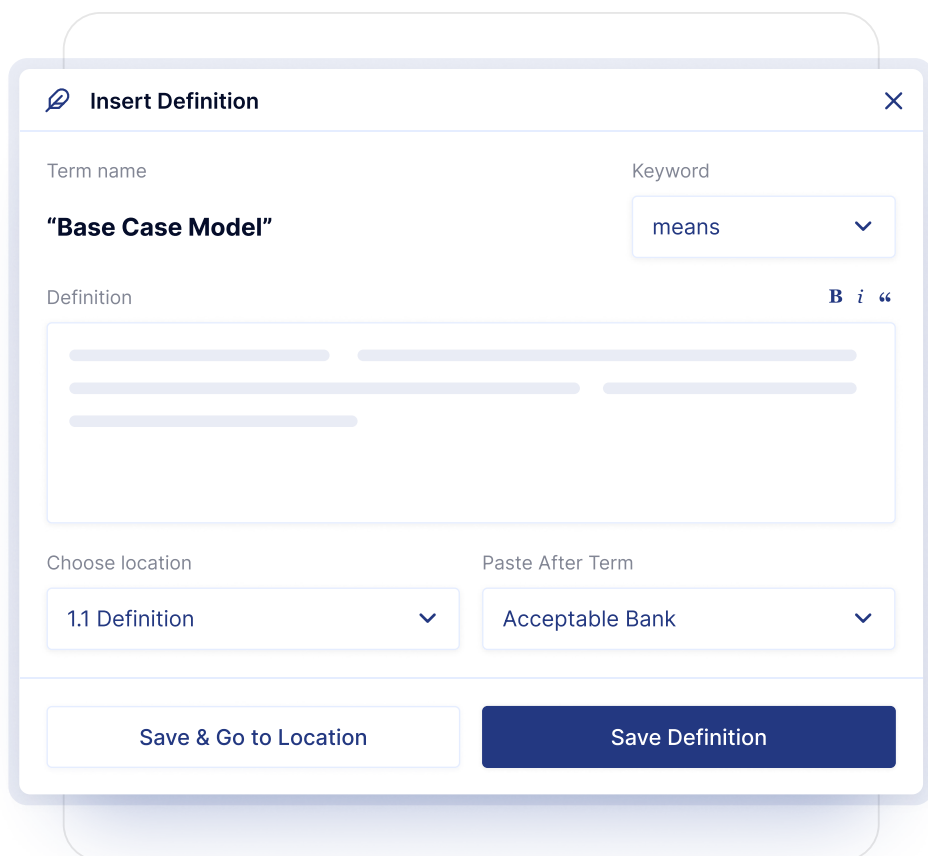 Insert Definition
Term name
Keyword
“Base Case Model”
means
Definition
B i “
Choose location
Paste After Term
1.1 Definition
Acceptable Bank
Save & Go to Location
Save Definition